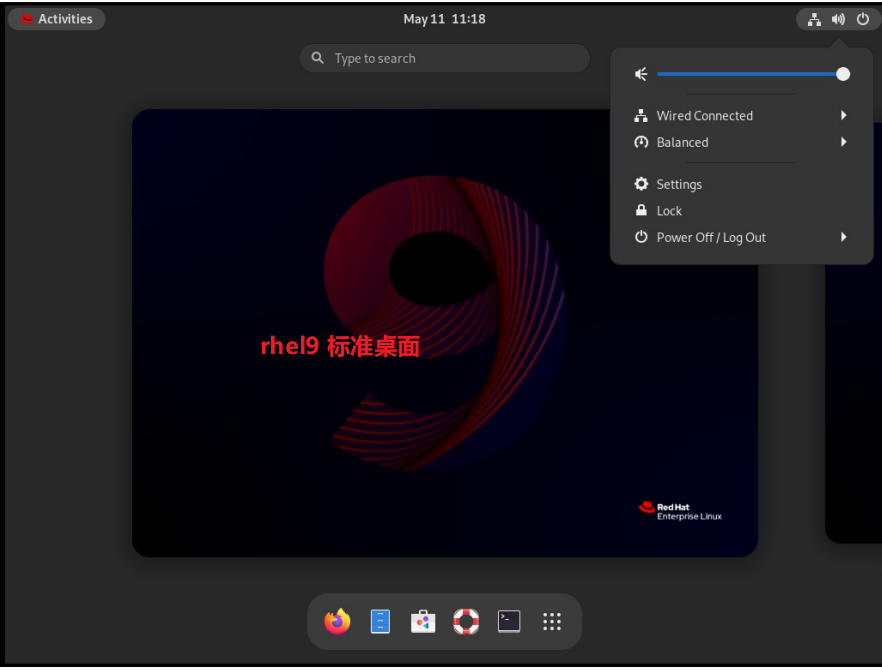 Activities
May 11 11:18
Type to search
Wired Connected
Balanced
Settings
Lock
Power Off / Log Out
rhel9 标准桌面
Red Hat
Enterprise Linux